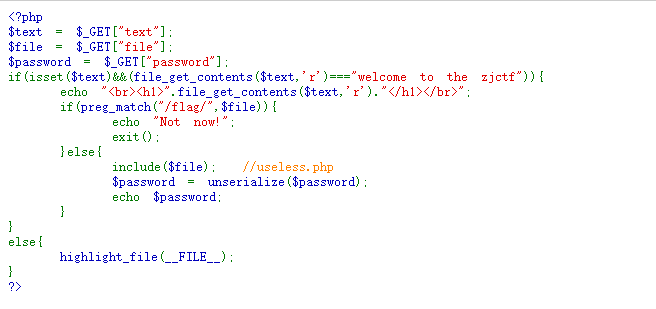 <?php
$text = $_GET["text"];
$file = $_GET["file"];
$password = $_GET["password"];
if(isset($text)&&(file_get_contents($text,'r')==="welcome to the zjctf")){
echo "<br><h1>".file_get_contents($text,'r')."</h1></br>";
if(preg_match("/flag/",$file)){
echo "Not now!";
exit();
}else{
include($file); //useless.php
$password = unserialize($password);
echo $password;
}
}
else{
highlight_file(__FILE__);
}
?>